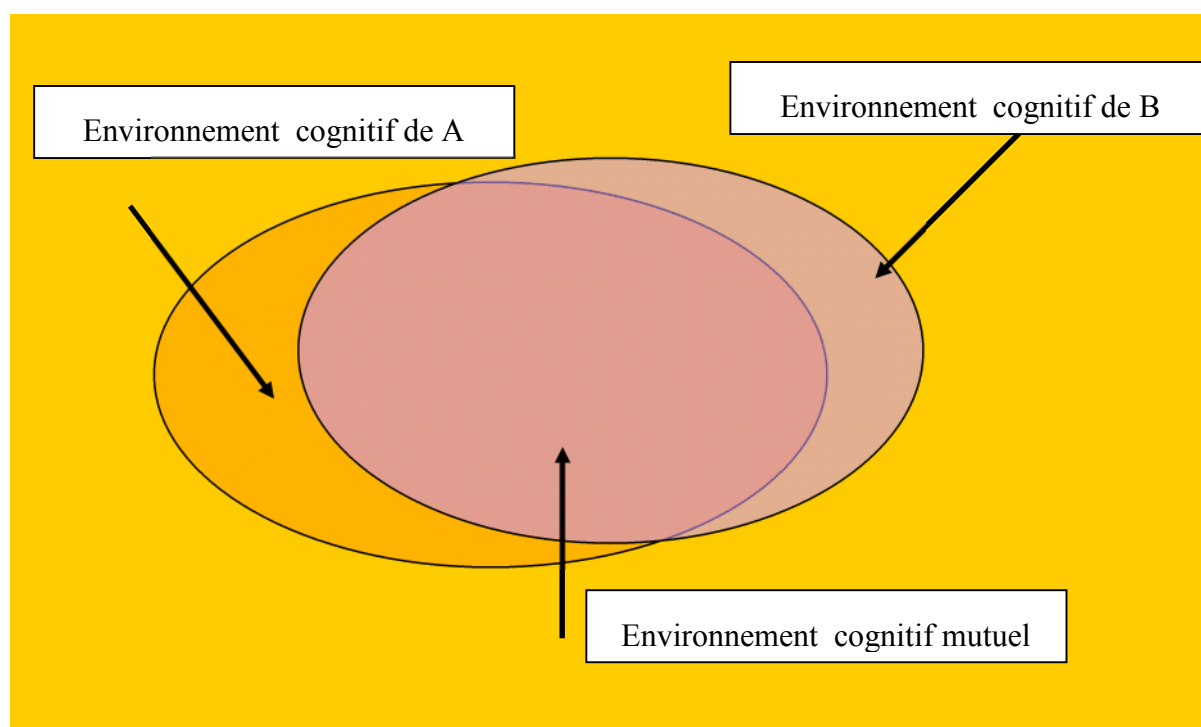 Environnement cognitif de A
Environnement cognitif de B
Environnement cognitif mutuel